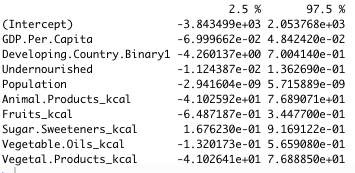 2.5 % 97.5 %
(Intercept) -3.843499e+03 2.053768e+03
GDP.Per.Capita -6.999662e-02 4.842420e-02
Developing.Country.Binary1 -4.260137e+00 7.004140e-01
Undernourished -1.124387e-02 1.362690e-01
Population -2.941604e-09 5.715889e-09
Animal.Products_kcal -4.102592e+01 7.689071e+01
Fruits_kcal -6.487187e-01 3.447700e-01
Sugar.Sweeteners_kcal 1.676230e-01 9.169122e-01
Vegetable.Oils_kcal -1.320173e-01 5.659080e-01
Vegetal.Products_kcal -4.102641e+01 7.688850e+01